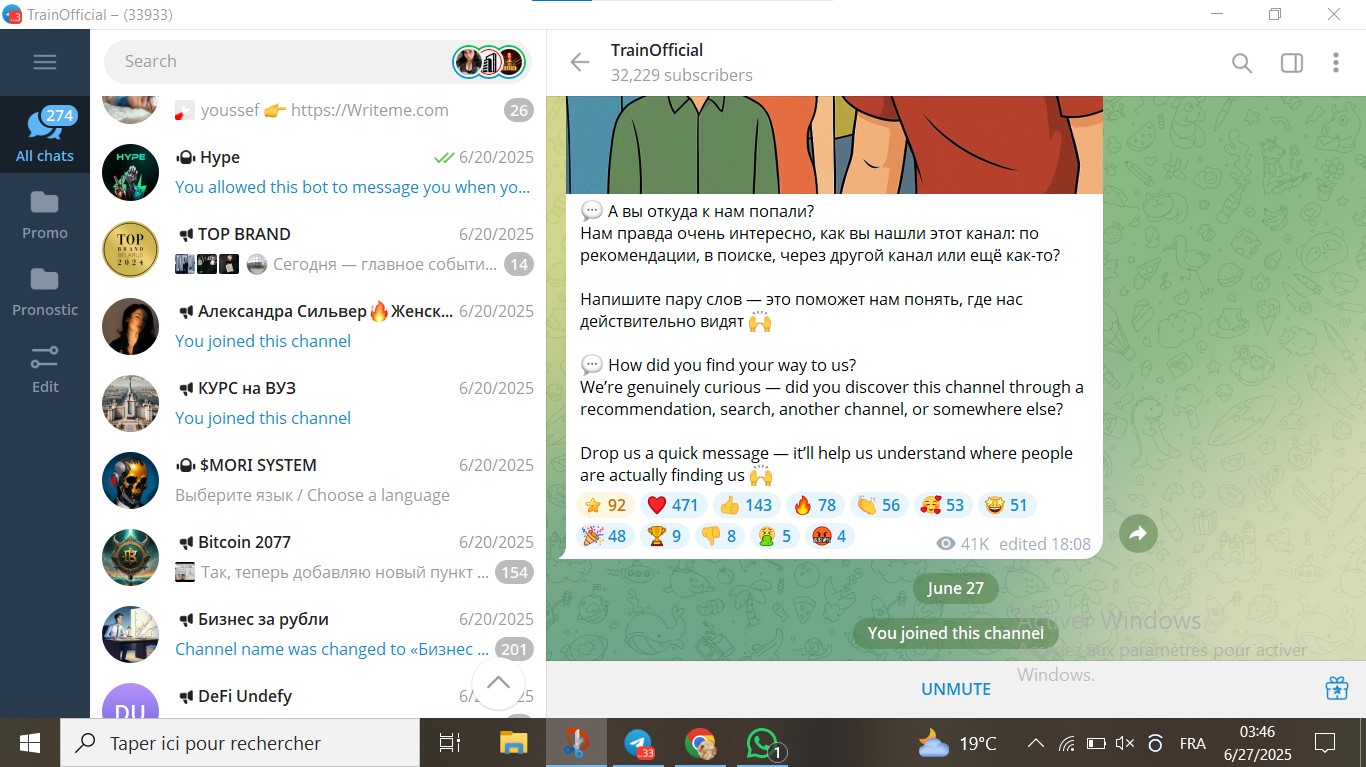 TrainOfficial – (33933)
Search
274
All chats
Promo
Pronostic
Edit
youssef 👉 https://Writeme.com
26
HYPE
Hype
6/20/2025
You allowed this bot to message you when yo...
TOP
BRAND
BELARUS
2024
TOP BRAND
6/20/2025
Сегодня — главное событи...
14
Александра Сильвер🔥Женск...
6/20/2025
You joined this channel
КУРС на ВУЗ
6/20/2025
You joined this channel
$MORI SYSTEM
6/20/2025
Выберите язык / Choose a language
Bitcoin 2077
6/20/2025
Так, теперь добавляю новый пункт ...
154
Бизнес за рубли
6/20/2025
Channel name was changed to «Бизнес ...
201
DU
DeFi Undefy
TrainOfficial
32,229 subscribers
💬 А вы откуда к нам попали?
Нам правда очень интересно, как вы нашли этот канал: по
рекомендации, в поиске, через другой канал или ещё как-то?
Напишите пару слов — это поможет нам понять, где нас
действительно видят 🙌
💬 How did you find your way to us?
We’re genuinely curious — did you discover this channel through a
recommendation, search, another channel, or somewhere else?
Drop us a quick message — it’ll help us understand where people
are actually finding us 🙌
⭐ 92 ❤️ 471 👍 143 🔥 78 👏 56 🥰 53 🤩 51
🎉 48 🏆 9 👎 8 🤮 5 🤬 4
41K edited 18:08
June 27
You joined this channel
Activer Windows
Accédez aux paramètres pour activer
Windows.
UNMUTE
Taper ici pour rechercher
..33
1
19°C
FRA
03:46
6/27/2025